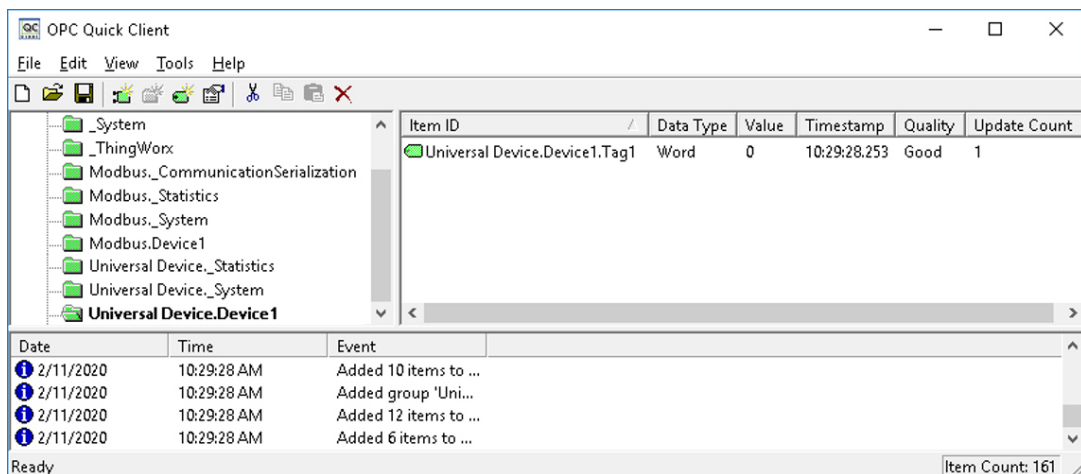 OPC Quick Client
File Edit View Tools Help
_System
_ThingWorx
Modbus._CommunicationSerialization
Modbus._Statistics
Modbus._System
Modbus.Device1
Universal Device._Statistics
Universal Device._System
Universal Device.Device1
Item ID Data Type Value Timestamp Quality Update Count
Universal Device.Device1.Tag1 Word 0 10:29:28.253 Good 1
Date Time Event
2/11/2020 10:29:28 AM Added 10 items to ...
2/11/2020 10:29:28 AM Added group 'Uni...
2/11/2020 10:29:28 AM Added 12 items to ...
2/11/2020 10:29:28 AM Added 6 items to ...
Ready Item Count: 161